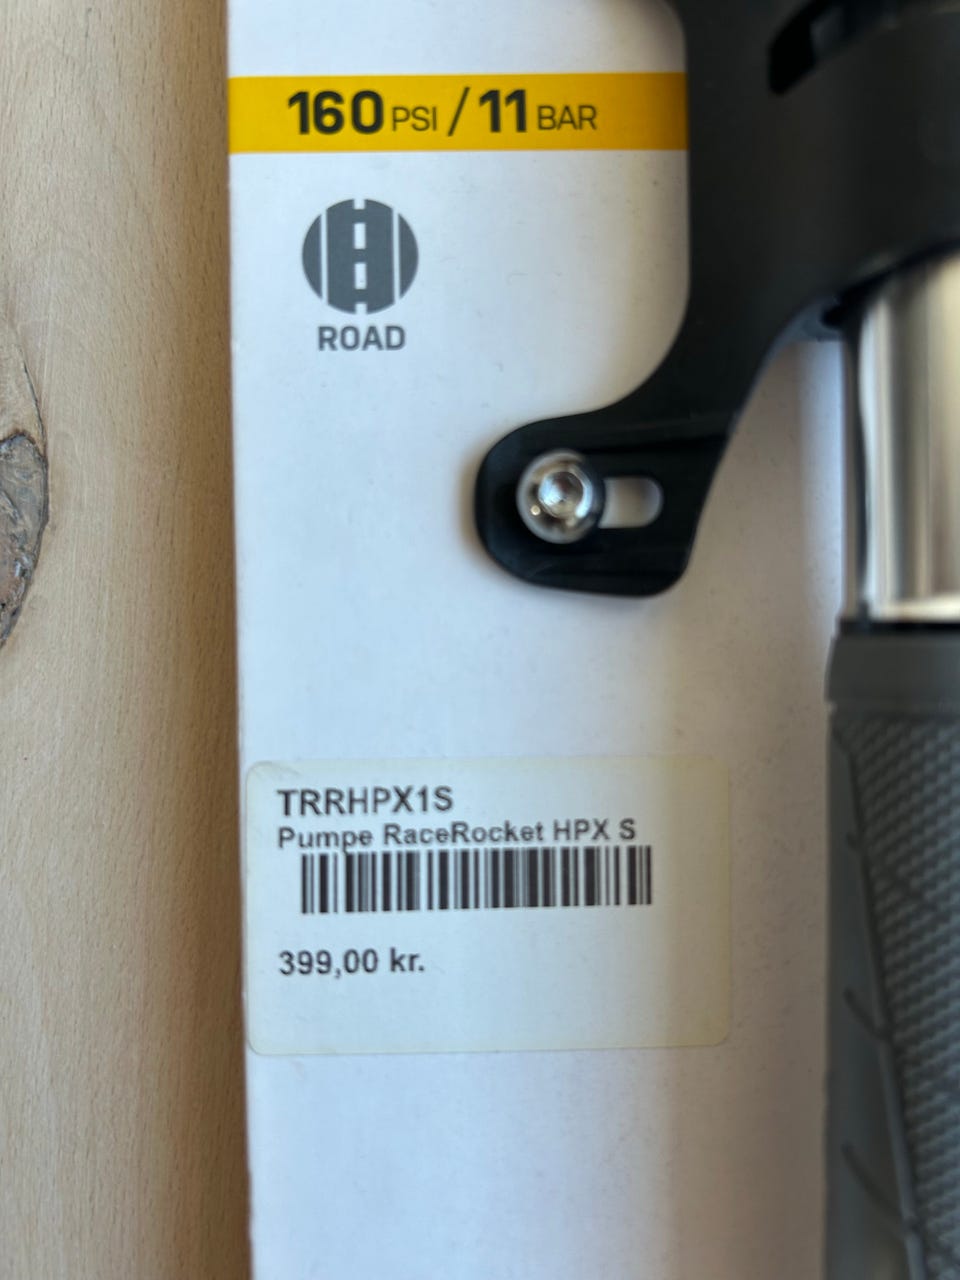 160 PSI / 11 BAR
ROAD
TRRHPX1S
Pumpe RaceRocket HPX S
399,00 kr.